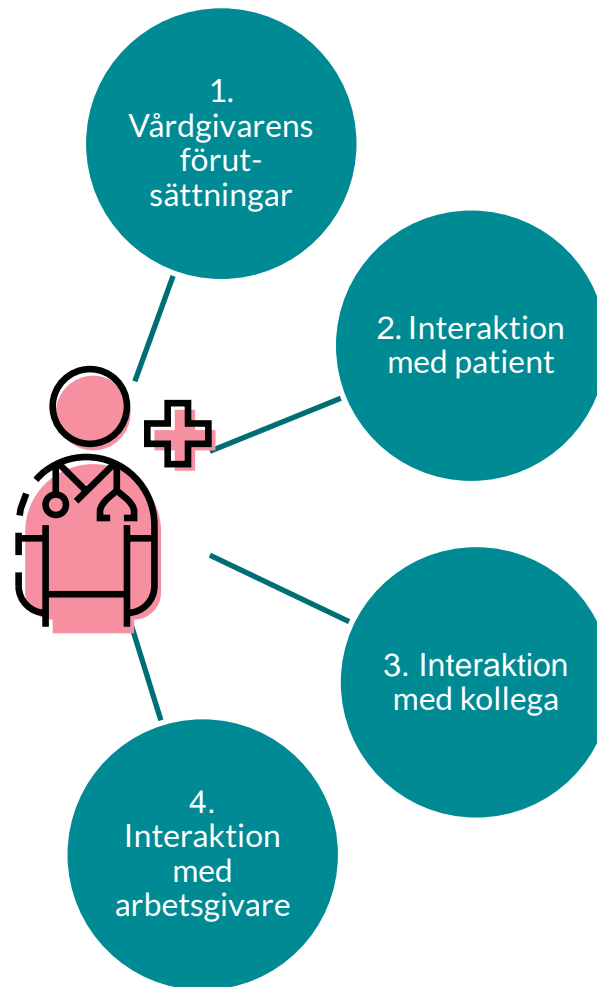 1.
Vårdgivarens
förut-
sättningar
2. Interaktion
med patient
3. Interaktion
med kollega
4.
Interaktion
med
arbetsgivare